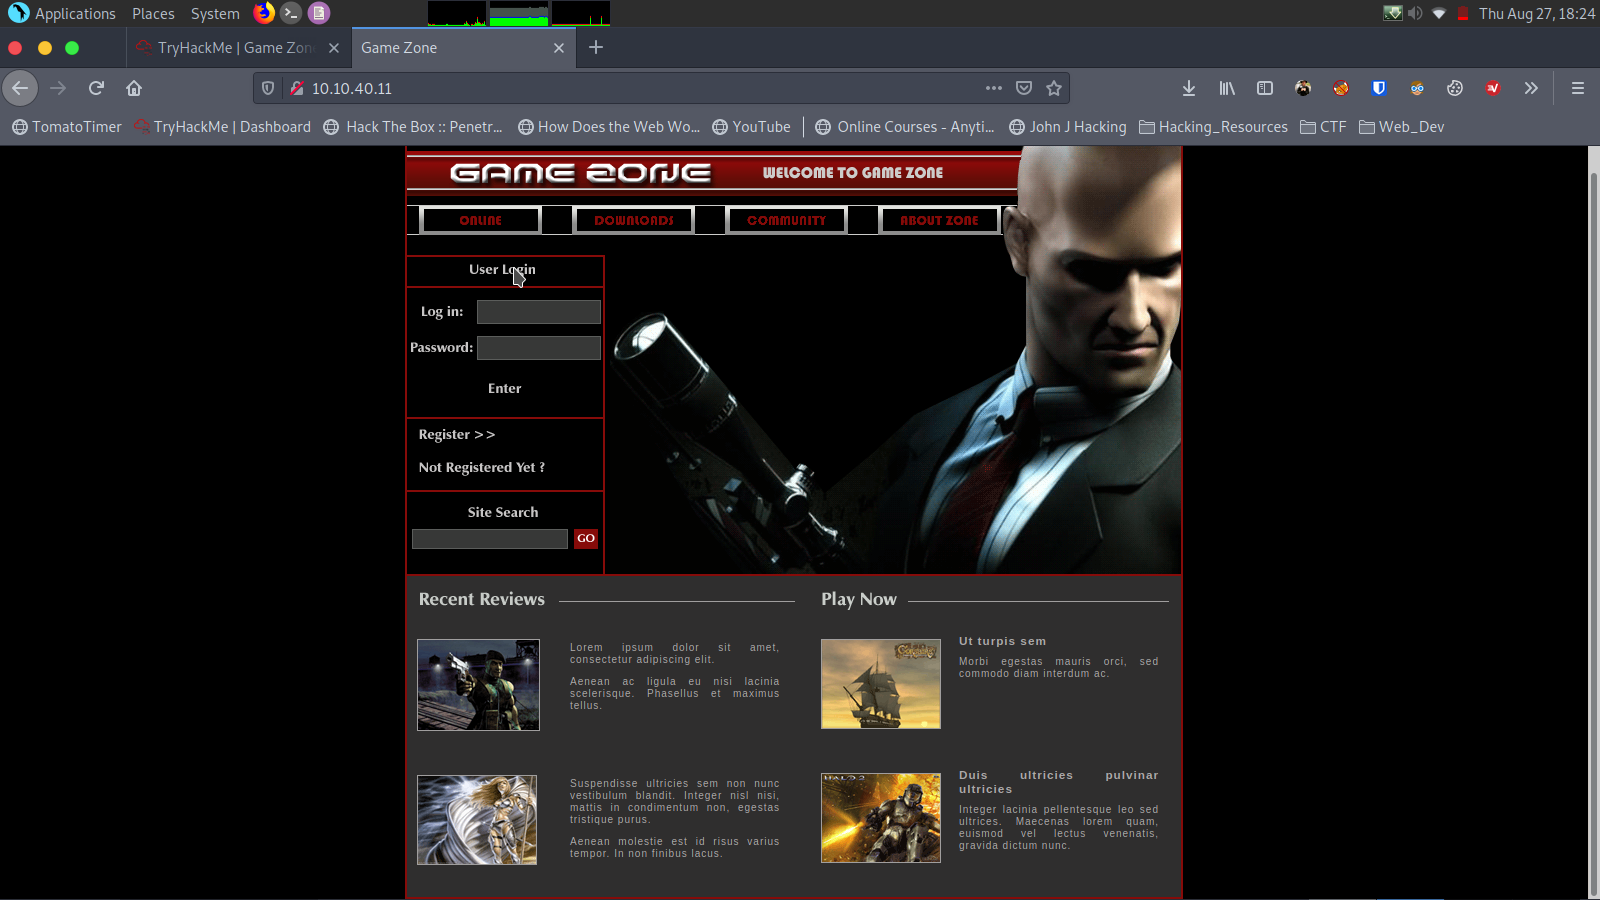 Applications Places System Thu Aug 27, 18:24
TryHackMe | Game Zon Game Zone
10.10.40.11
TomatoTimer TryHackMe | Dashboard Hack The Box :: Penetr... How Does the Web Wo... YouTube Online Courses - Anyti... John J Hacking Hacking_Resources CTF Web_Dev
GAME ZONE WELCOME TO GAME ZONE
ONLINE DOWNLOADS COMMUNITY ABOUT ZONE
User Login
Log in:
Password:
Enter
Register >>
Not Registered Yet ?
Site Search
GO
Recent Reviews
Lorem ipsum dolor sit amet,
consectetur adipiscing elit.
Aenean ac ligula eu nisi lacinia
scelerisque. Phasellus et maximus
tellus.
Suspendisse ultricies sem non nunc
vestibulum blandit. Integer nisl nisi,
mattis in condimentum non, egestas
tristique purus.
Aenean molestie est id risus varius
tempor. In non finibus lacus.
Play Now
Ut turpis sem
Morbi egestas mauris orci, sed
commodo diam interdum ac.
HALO 2
Duis ultricies pulvinar
ultricies
Integer lacinia pellentesque leo sed
ultrices. Maecenas lorem quam,
euismod vel lectus venenatis,
gravida dictum nunc.